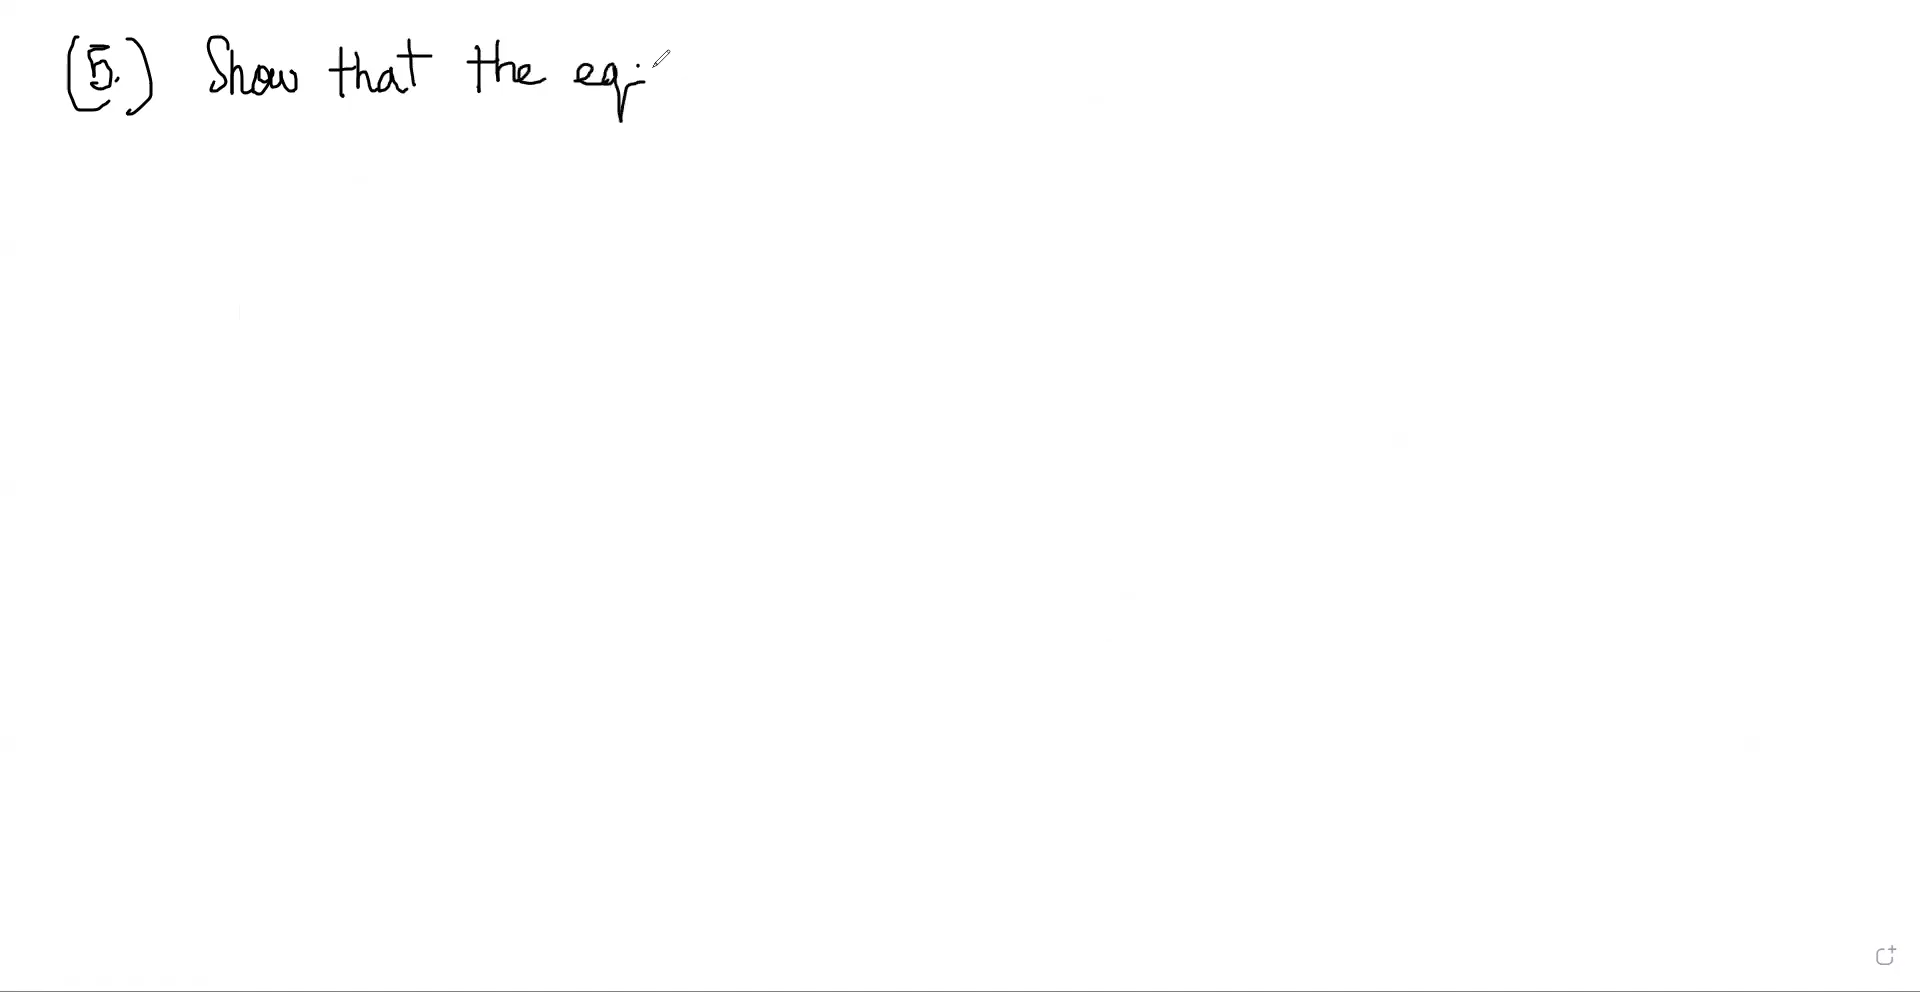 (5.) Show that the eq